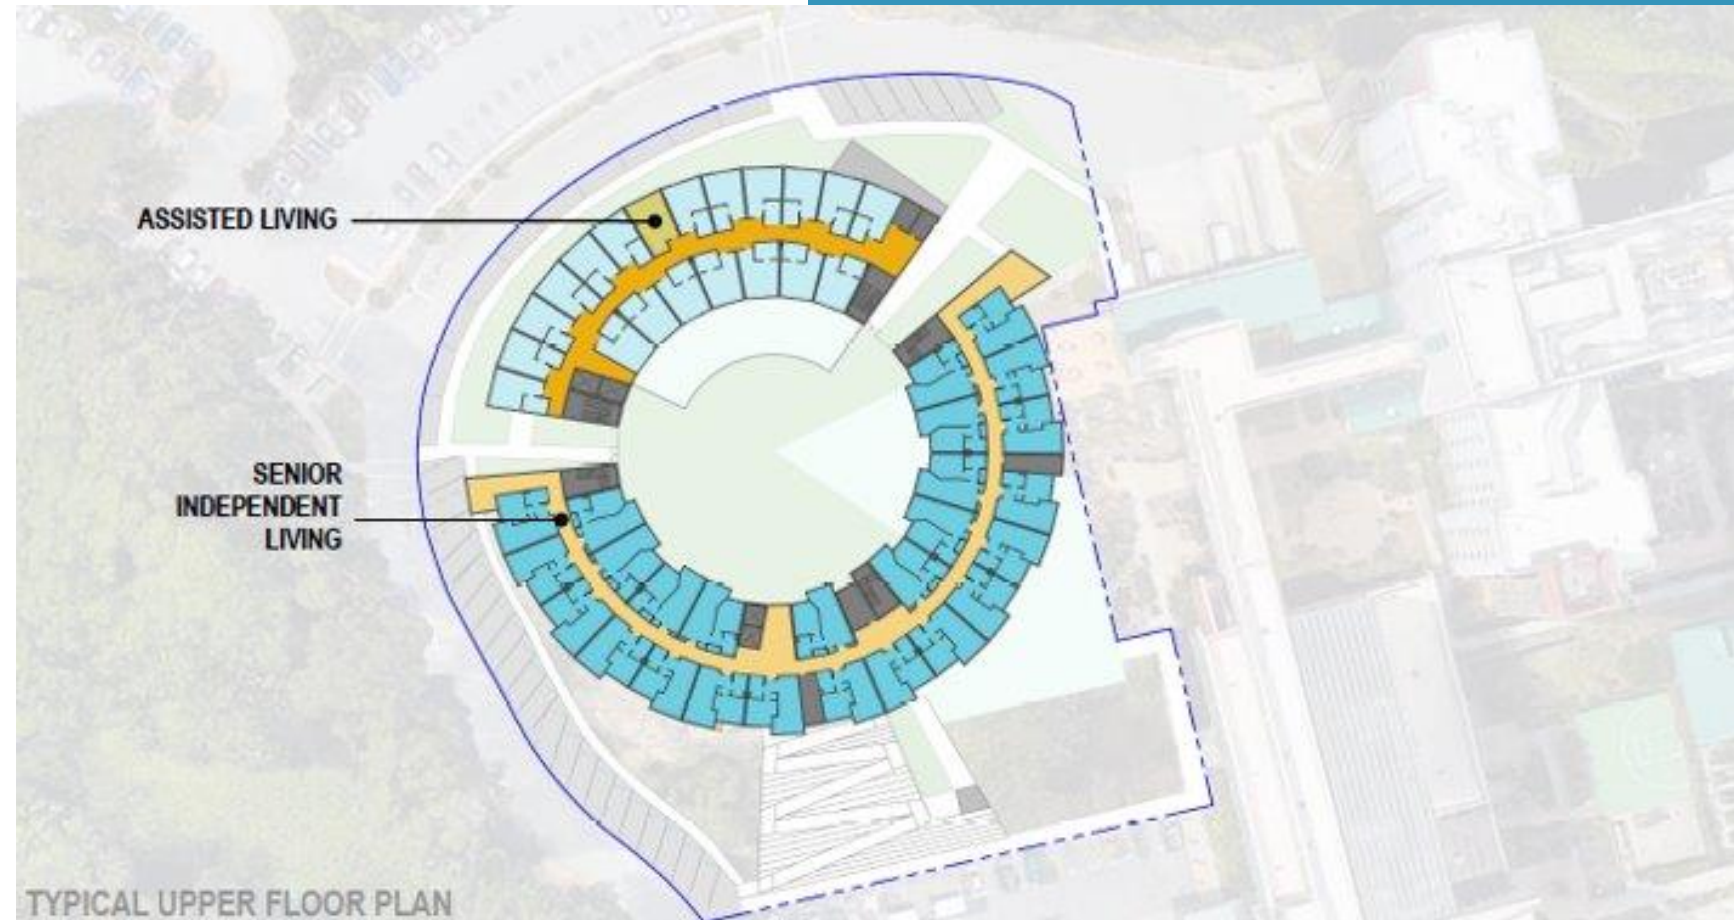 ASSISTED LIVING
SENIOR
INDEPENDENT
LIVING
TYPICAL UPPER FLOOR PLAN